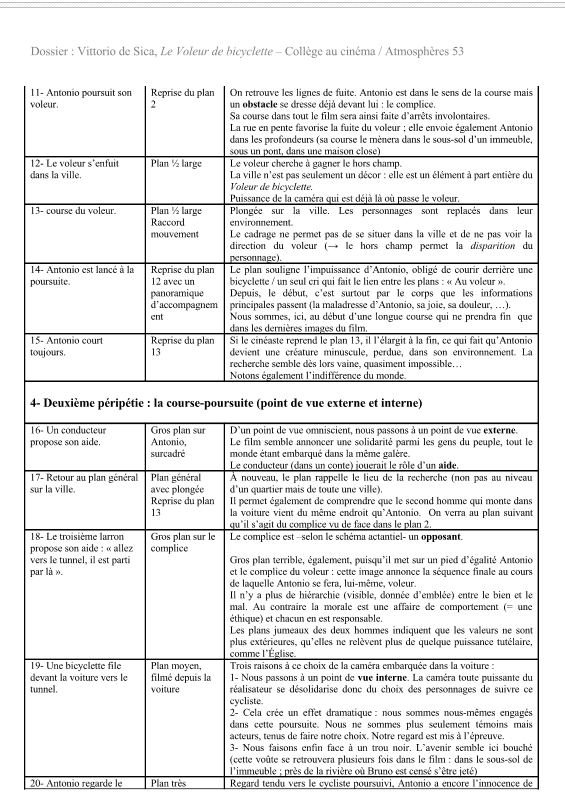 Dossier : Vittorio de Sica, Le Voleur de bicyclette – Collège au cinéma / Atmosphères 53
11- Antonio poursuit son
voleur.
Reprise du plan
2
On retrouve les lignes de fuite. Antonio est dans le sens de la course mais
un obstacle se dresse déjà devant lui : le complice.
Sa course dans tout le film sera ainsi faite d’arrêts involontaires.
La rue en pente favorise la fuite du voleur ; elle envoie également Antonio
dans les profondeurs (sa course le mènera dans le sous-sol d’un immeuble,
sous un pont, dans une maison close)
12- Le voleur s’enfuit
dans la ville.
Plan ½ large
Le voleur cherche à gagner le hors champ.
La ville n’est pas seulement un décor : elle est un élément à part entière du
Voleur de bicyclette.
Puissance de la caméra qui est déjà là où passe le voleur.
13- course du voleur.
Plan ½ large
Raccord
mouvement
Plongée sur la ville. Les personnages sont replacés dans leur
environnement.
Le cadrage ne permet pas de se situer dans la ville et de ne pas voir la
direction du voleur (→ le hors champ permet la disparition du
personnage).
14- Antonio est lancé à la
poursuite.
Reprise du plan
12 avec un
panoramique
d’accompagnem
ent
Le plan souligne l’impuissance d’Antonio, obligé de courir derrière une
bicyclette / un seul cri qui fait le lien entre les plans : « Au voleur ».
Depuis, le début, c’est surtout par le corps que les informations
principales passent (la maladresse d’Antonio, sa joie, sa douleur, …).
Nous sommes, ici, au début d’une longue course qui ne prendra fin que
dans les dernières images du film.
15- Antonio court
toujours.
Reprise du plan
13
Si le cinéaste reprend le plan 13, il l’élargit à la fin, ce qui fait qu’Antonio
devient une créature minuscule, perdue, dans son environnement. La
recherche semble dès lors vaine, quasiment impossible…
Notons également l’indifférence du monde.
4- Deuxième péripétie : la course-poursuite (point de vue externe et interne)
16- Un conducteur
propose son aide.
Gros plan sur
Antonio,
surcadré
D’un point de vue omniscient, nous passons à un point de vue externe.
Le film semble annoncer une solidarité parmi les gens du peuple, tout le
monde étant embarqué dans la même galère.
Le conducteur (dans un conte) jouerait le rôle d’un aide.
17- Retour au plan général
sur la ville.
Plan général
avec plongée
Reprise du plan
13
À nouveau, le plan rappelle le lieu de la recherche (non pas au niveau
d’un quartier mais de toute une ville).
Il permet également de comprendre que le second homme qui monte dans
la voiture vient du même endroit qu’Antonio. On verra au plan suivant
qu’il s’agit du complice vu de face dans le plan 2.
18- Le troisième larron
propose son aide : « allez
vers le tunnel, il est parti
par là ».
Gros plan sur le
complice
Le complice est –selon le schéma actantiel- un opposant.
Gros plan terrible, également, puisqu’il met sur un pied d’égalité Antonio
et le complice du voleur : cette image annonce la séquence finale au cours
de laquelle Antonio se fera, lui-même, voleur.
Il n’y a plus de hiérarchie (visible, donnée d’emblée) entre le bien et le
mal. Au contraire la morale est une affaire de comportement (= une
éthique) et chacun en est responsable.
Les plans jumeaux des deux hommes indiquent que les valeurs ne sont
plus extérieures, qu’elles ne relèvent plus de quelque puissance tutélaire,
comme l’Église.
19- Une bicyclette file
devant la voiture vers le
tunnel.
Plan moyen,
filmé depuis la
voiture
Trois raisons à ce choix de la caméra embarquée dans la voiture :
1- Nous passons à un point de vue interne. La caméra toute puissante du
réalisateur se désolidarise donc du choix des personnages de suivre ce
cycliste.
2- Cela crée un effet dramatique : nous sommes nous-mêmes engagés
dans cette poursuite. Nous ne sommes plus seulement témoins mais
acteurs, tenus de faire notre choix. Notre regard est mis à l’épreuve.
3- Nous faisons enfin face à un trou noir. L’avenir semble ici bouché
(cette voûte se retrouvera plusieurs fois dans le film : dans le sous-sol de
l’immeuble ; près de la rivière où Bruno est censé s’être jeté)
20- Antonio regarde le
Plan très
Regard tendu vers le cycliste poursuivi, Antonio a encore l’innocence de